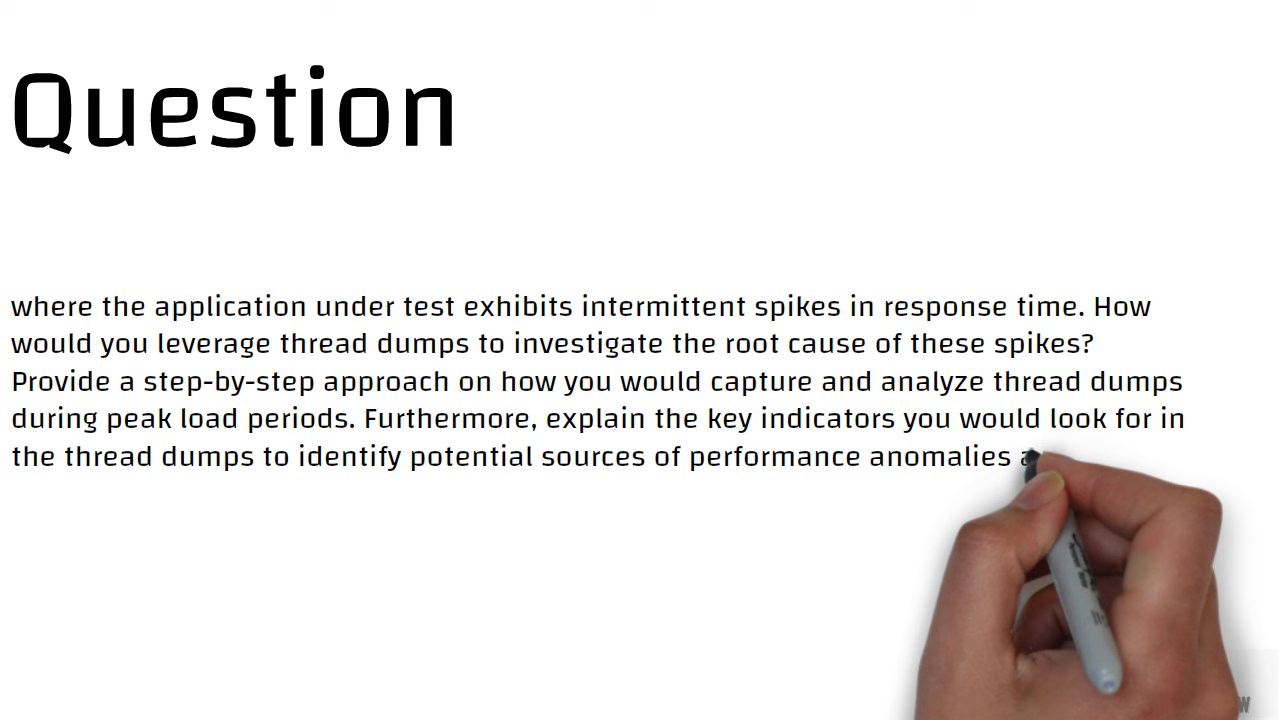 Question
where the application under test exhibits intermittent spikes in response time. How
would you leverage thread dumps to investigate the root cause of these spikes?
Provide a step-by-step approach on how you would capture and analyze thread dumps
during peak load periods. Furthermore, explain the key indicators you would look for in
the thread dumps to identify potential sources of performance anomalies